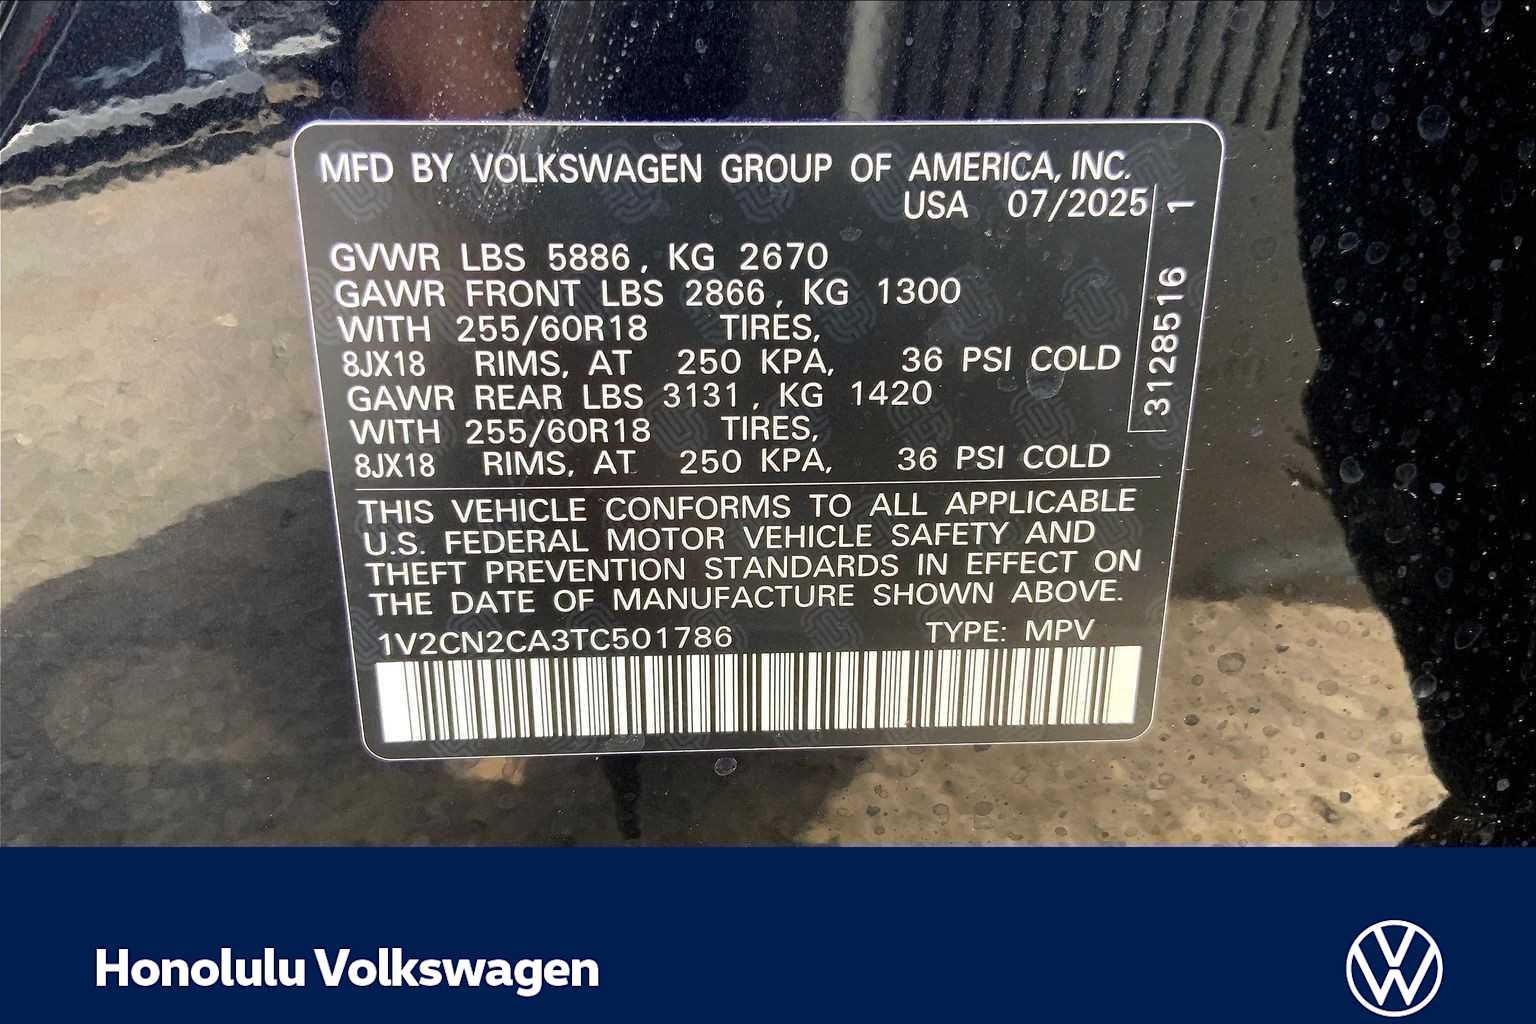 MFD BY VOLKSWAGEN GROUP OF AMERICA, INC.
USA 07/2025
GVWR LBS 5886, KG 2670
GAWR FRONT LBS 2866, KG 1300
WITH 255/60R18 TIRES,
8JX18 RIMS, AT 250 KPA, 36 PSI COLD
GAWR REAR LBS 3131, KG 1420
WITH 255/60R18 TIRES,
8JX18 RIMS, AT 250 KPA, 36 PSI COLD
3128516 1
THIS VEHICLE CONFORMS TO ALL APPLICABLE
U.S. FEDERAL MOTOR VEHICLE SAFETY AND
THEFT PREVENTION STANDARDS IN EFFECT ON
THE DATE OF MANUFACTURE SHOWN ABOVE.
1V2CN2CA3TC501786 TYPE: MPV
Honolulu Volkswagen